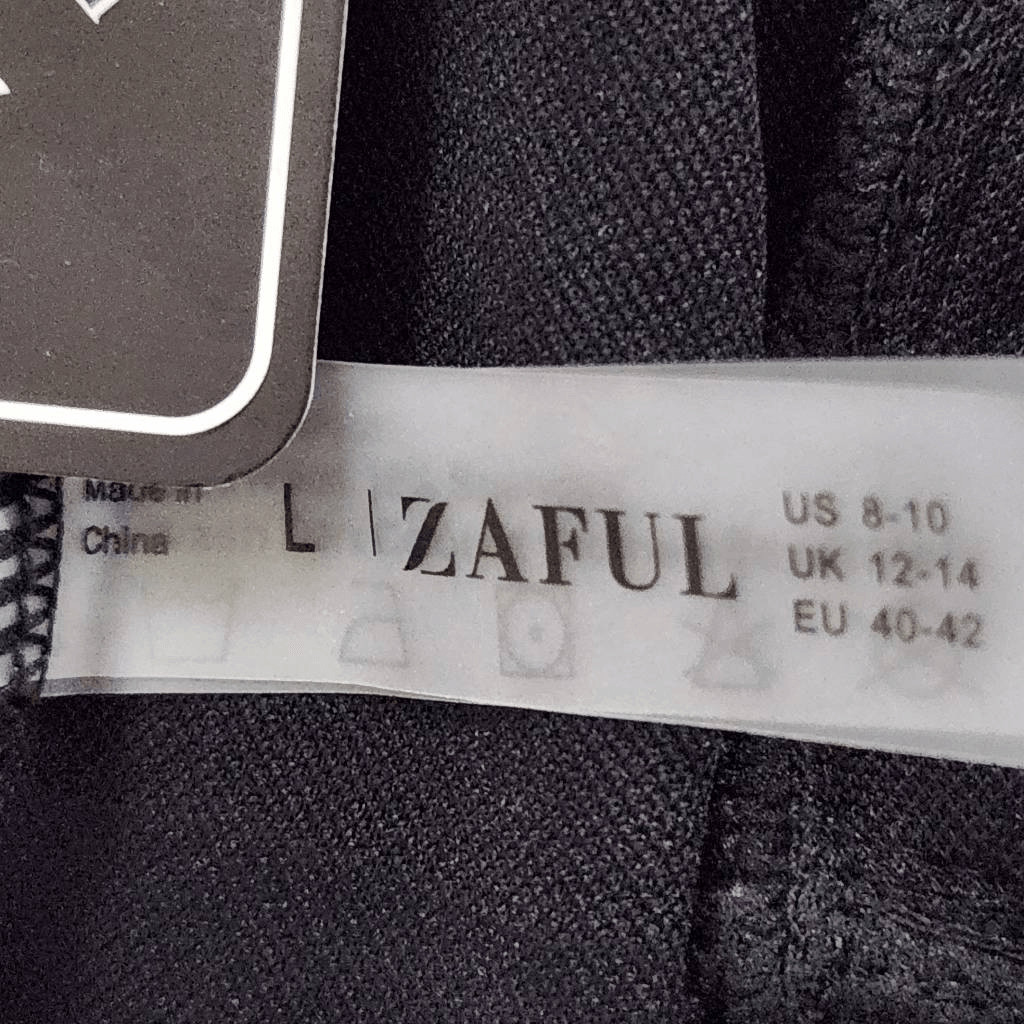 Made in
China
L | ZAFUL
US 8-10
UK 12-14
EU 40-42